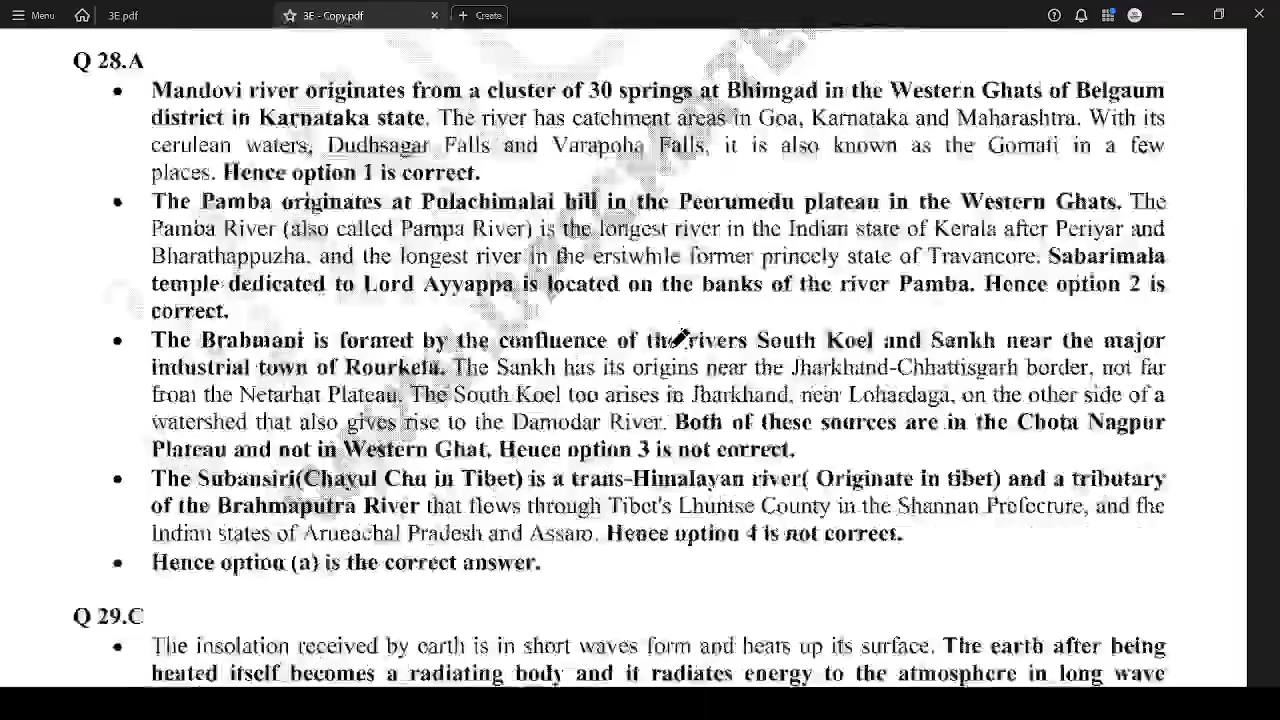 Menu 3E.pdf 3E - Copy.pdf Create
Q 28.A
• Mandovi river originates from a cluster of 30 springs at Bhimgad in the Western Ghats of Belgaum
district in Karnataka state. The river has catchment areas in Goa, Karnataka and Maharashtra. With its
cerulean waters, Dudhsagar Falls and Varapoha Falls, it is also known as the Gomati in a few
places. Hence option 1 is correct.
• The Pamba originates at Polachimalai hill in the Peerumedu plateau in the Western Ghats. The
Pamba River (also called Pampa River) is the longest river in the Indian state of Kerala after Periyar and
Bharathappuzha, and the longest river in the erstwhile former princely state of Travancore. Sabarimala
temple dedicated to Lord Ayyappa is located on the banks of the river Pamba. Hence option 2 is
correct.
• The Brahmani is formed by the confluence of the rivers South Koel and Sankh near the major
industrial town of Rourkela. The Sankh has its origins near the Jharkhand-Chhattisgarh border, not far
from the Netarhat Plateau. The South Koel too arises in Jharkhand, near Lohardaga, on the other side of a
watershed that also gives rise to the Damodar River. Both of these sources are in the Chota Nagpur
Plateau and not in Western Ghat, Hence option 3 is not correct.
• The Subansiri(Chayul Chu in Tibet) is a trans-Himalayan river( Originate in tibet) and a tributary
of the Brahmaputra River that flows through Tibet's Lhuntse County in the Shannan Prefecture, and the
Indian states of Arunachal Pradesh and Assam. Hence option 4 is not correct.
• Hence option (a) is the correct answer.
Q 29.C
• The insolation received by earth is in short waves form and heats up its surface. The earth after being
heated itself becomes a radiating body and it radiates energy to the atmosphere in long wave